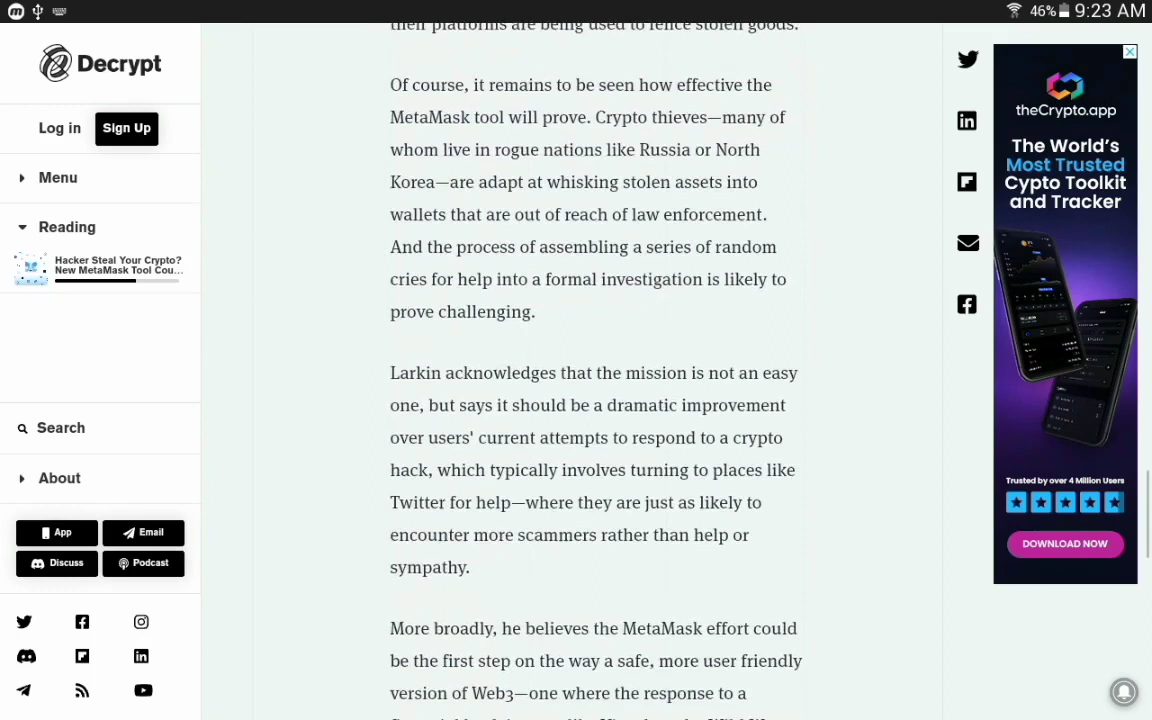 46%
9:23 AM
Decrypt
Log in
Sign Up
Menu
Reading
Hacker Steal Your Crypto?
New MetaMask Tool Cou...
Search
About
App
Email
Discuss
Podcast
their platforms are being used to fence stolen goods.
Of course, it remains to be seen how effective the
MetaMask tool will prove. Crypto thieves—many of
whom live in rogue nations like Russia or North
Korea—are adapt at whisking stolen assets into
wallets that are out of reach of law enforcement.
And the process of assembling a series of random
cries for help into a formal investigation is likely to
prove challenging.
Larkin acknowledges that the mission is not an easy
one, but says it should be a dramatic improvement
over users' current attempts to respond to a crypto
hack, which typically involves turning to places like
Twitter for help—where they are just as likely to
encounter more scammers rather than help or
sympathy.
More broadly, he believes the MetaMask effort could
be the first step on the way a safe, more user friendly
version of Web3—one where the response to a
theCrypto.app
The World's
Most Trusted
Cypto Toolkit
and Tracker
Trusted by over 4 Million Users
DOWNLOAD NOW